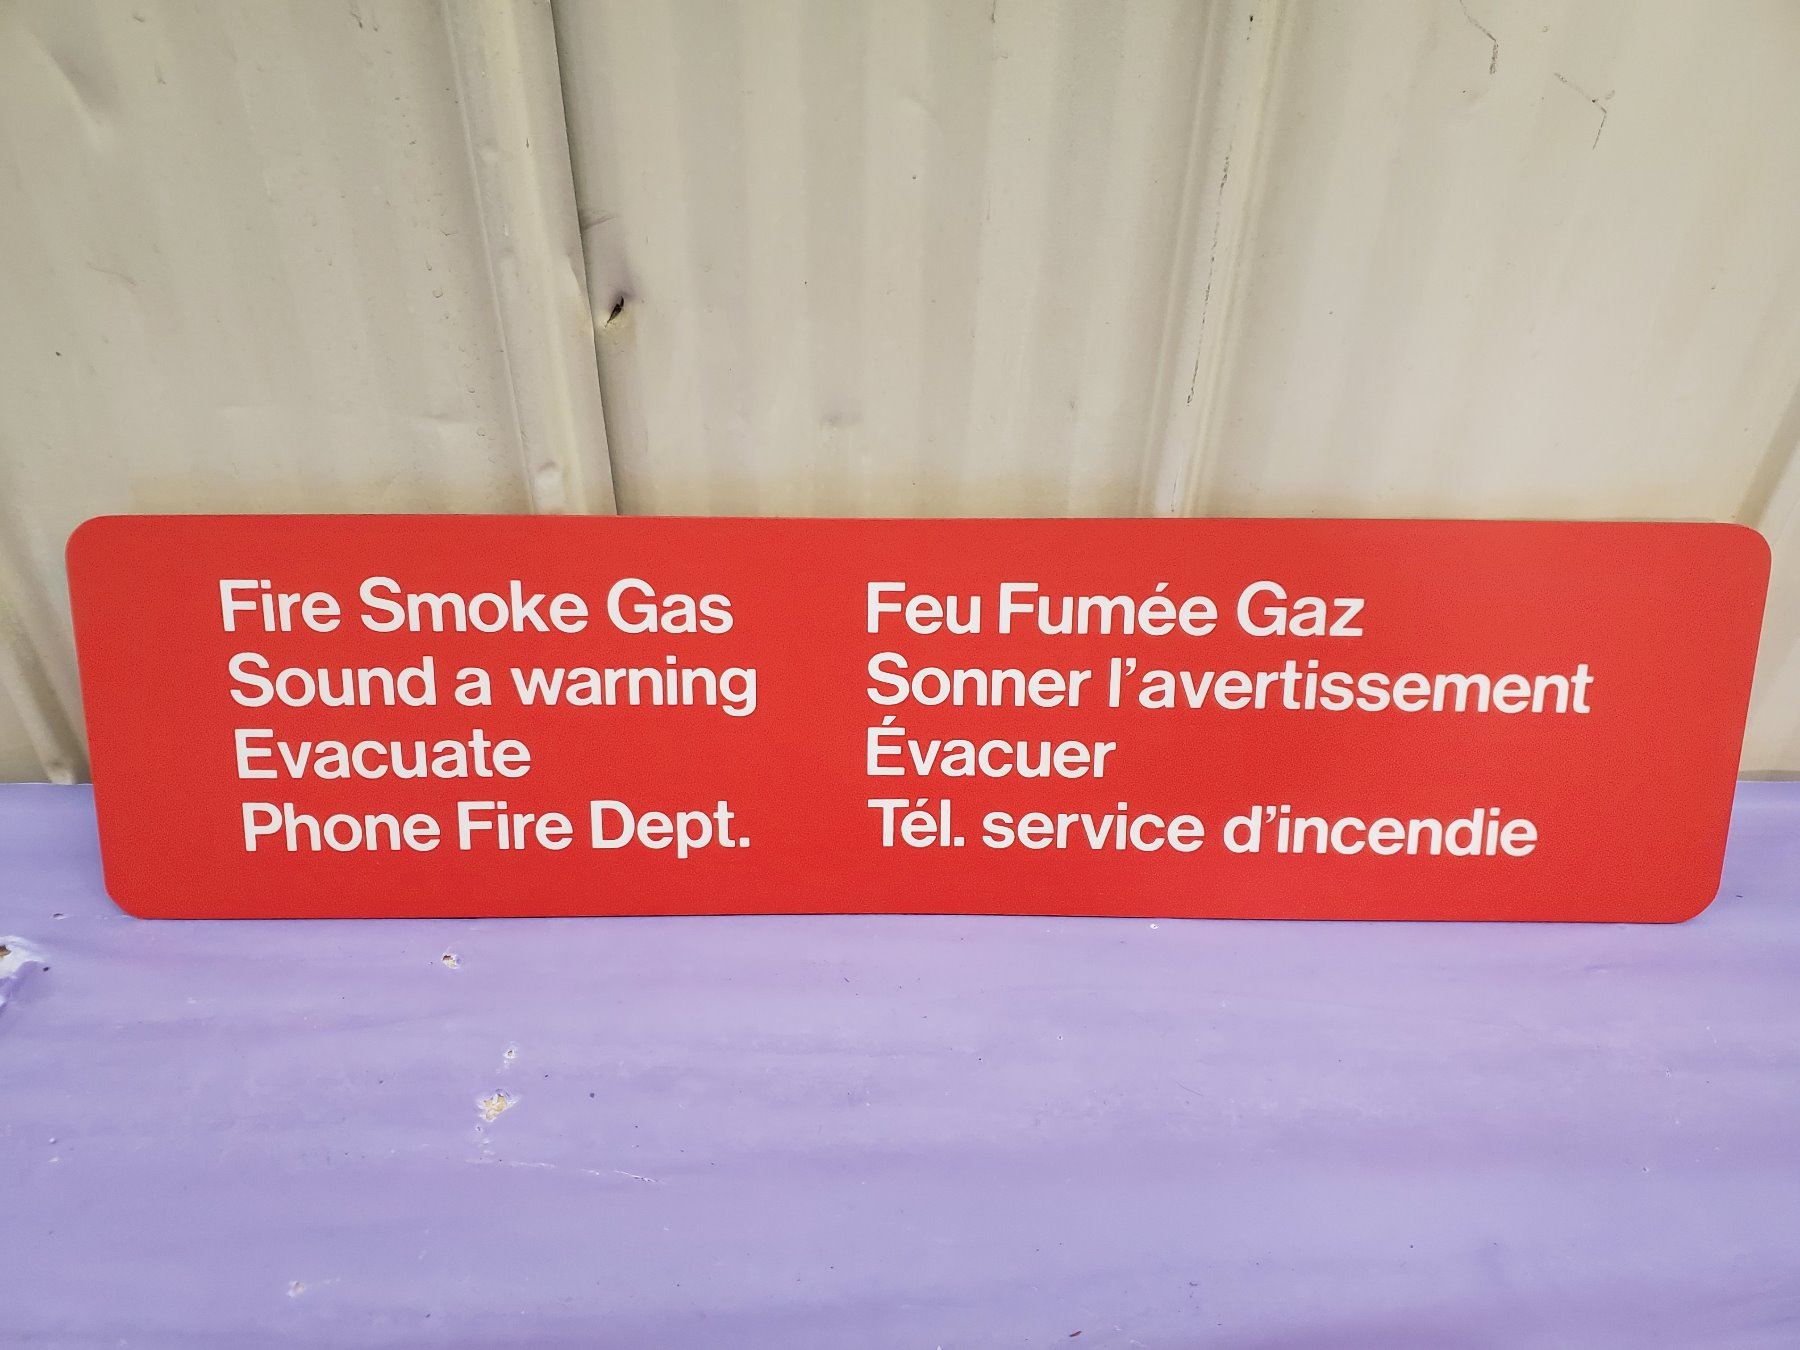 Fire Smoke Gas
Sound a warning
Evacuate
Phone Fire Dept.
Feu Fumée Gaz
Sonner l’avertissement
Évacuer
Tél. service d’incendie